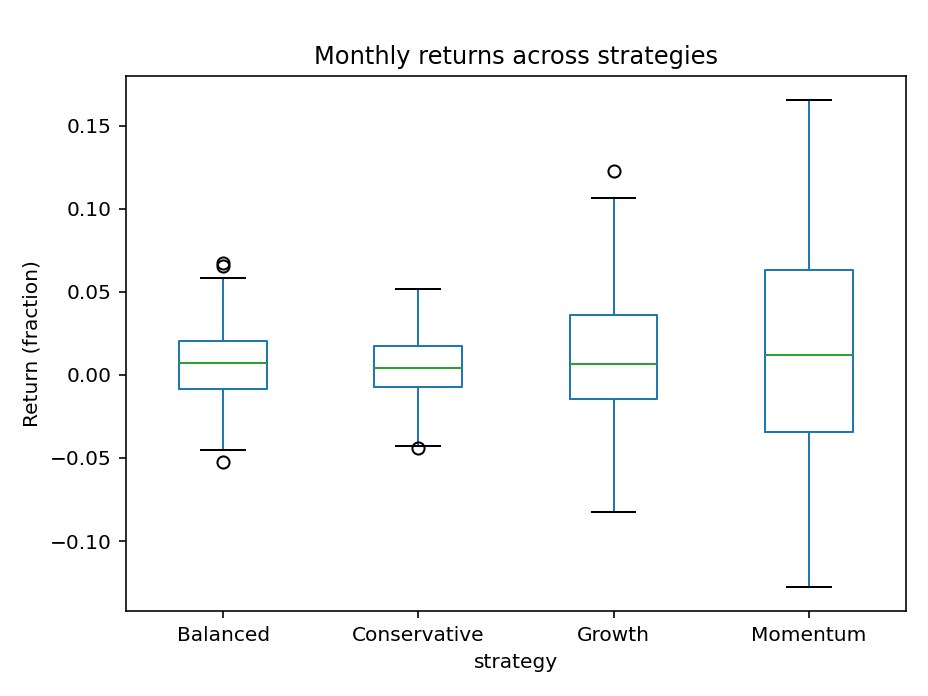 Monthly returns across strategies
Return (fraction)
0.15
0.10
0.05
0.00
−0.05
−0.10
Balanced
Conservative
Growth
Momentum
strategy